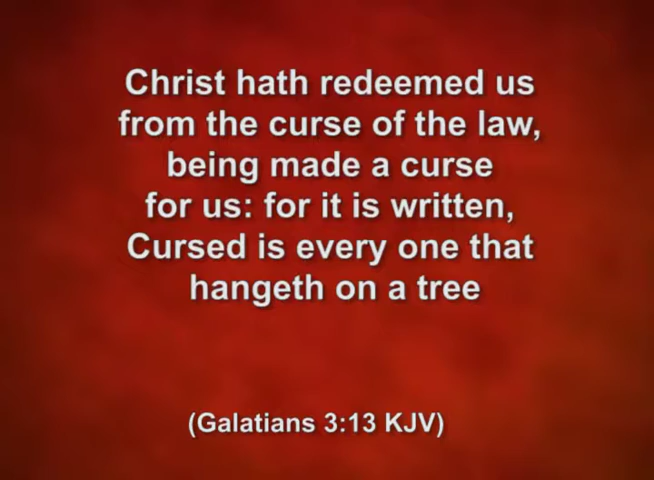 Christ hath redeemed us
from the curse of the law,
being made a curse
for us: for it is written,
Cursed is every one that
hangeth on a tree
(Galatians 3:13 KJV)